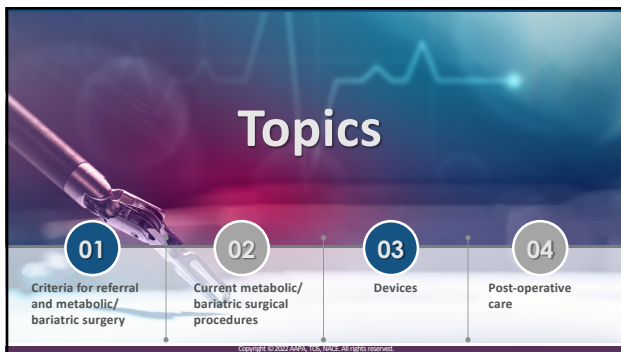 Topics
01
Criteria for referral
and metabolic/
bariatric surgery
02
Current metabolic/
bariatric surgical
procedures
03
Devices
04
Post-operative
care
Copyright © 2022 AAPA, TOS, NACE. All rights reserved.